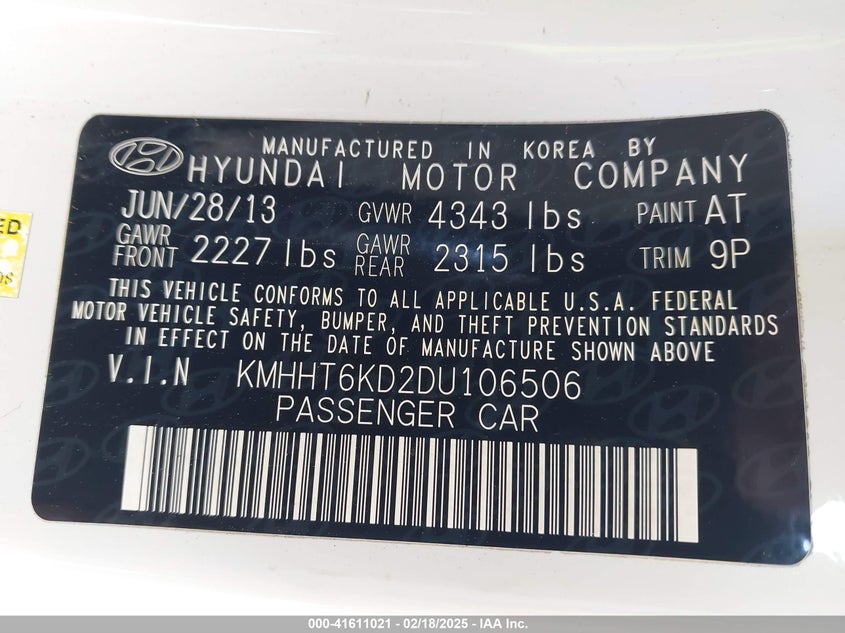 MANUFACTURED IN KOREA BY
HYUNDAI MOTOR COMPANY
JUN/28/13 GVWR 4343 lbs PAINT AT
GAWR FRONT 2227 lbs GAWR REAR 2315 lbs TRIM 9P
THIS VEHICLE CONFORMS TO ALL APPLICABLE U.S.A. FEDERAL
MOTOR VEHICLE SAFETY, BUMPER, AND THEFT PREVENTION STANDARDS
IN EFFECT ON THE DATE OF MANUFACTURE SHOWN ABOVE
V.I.N KMHHT6KD2DU106506
PASSENGER CAR
000-41611021 - 02/18/2025 - IAA Inc.